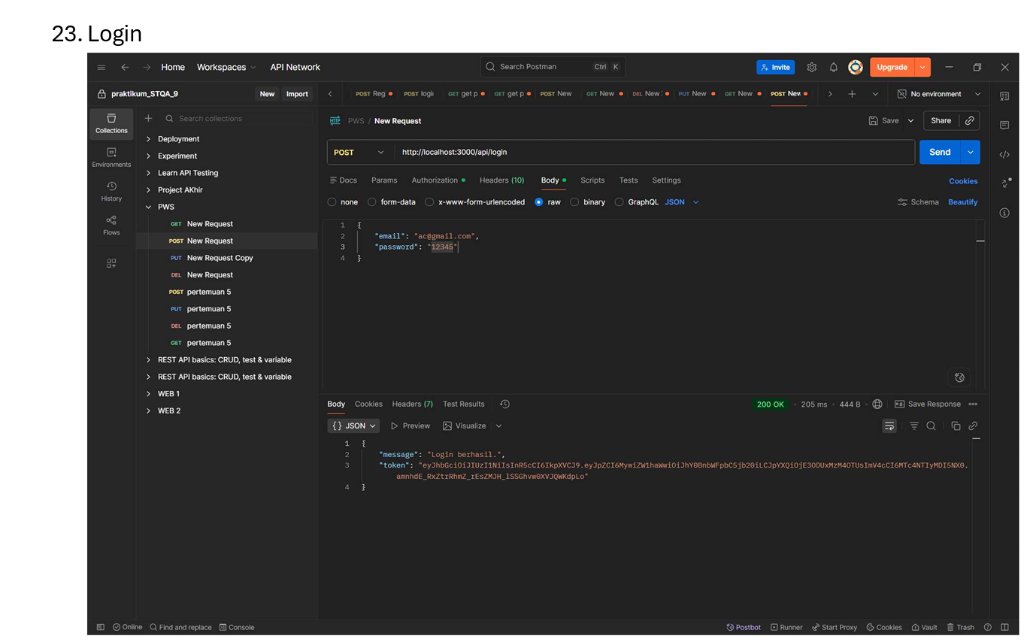 23. Login
Home Workspaces API Network
Search Postman Ctrl K
Invite
Upgrade
praktikum_STQA_9 New Import
POST Reg POST logi GET get p GET get p POST New GET New DEL New PUT New GET New POST New
No environment
Collections
Environments
History
Flows
Search collections
Deployment
Experiment
Learn API Testing
Project AKhir
PWS
GET New Request
POST New Request
PUT New Request Copy
DEL New Request
POST pertemuan 5
PUT pertemuan 5
DEL pertemuan 5
GET pertemuan 5
REST API basics: CRUD, test & variable
REST API basics: CRUD, test & variable
WEB 1
WEB 2
HTTP PWS / New Request
Save Share
POST http://localhost:3000/api/login
Send
Docs Params Authorization Headers (10) Body Scripts Tests Settings Cookies
none form-data x-www-form-urlencoded raw binary GraphQL JSON Schema Beautify
1 {
2 "email": "ac@gmail.com",
3 "password": "12345"
4 }
Body Cookies Headers (7) Test Results
200 OK 205 ms 444 B Save Response
{} JSON Preview Visualize
1 {
2 "message": "Login berhasil.",
3 "token":
4 }
Online Find and replace Console
Postbot Runner Start Proxy Cookies Vault Trash